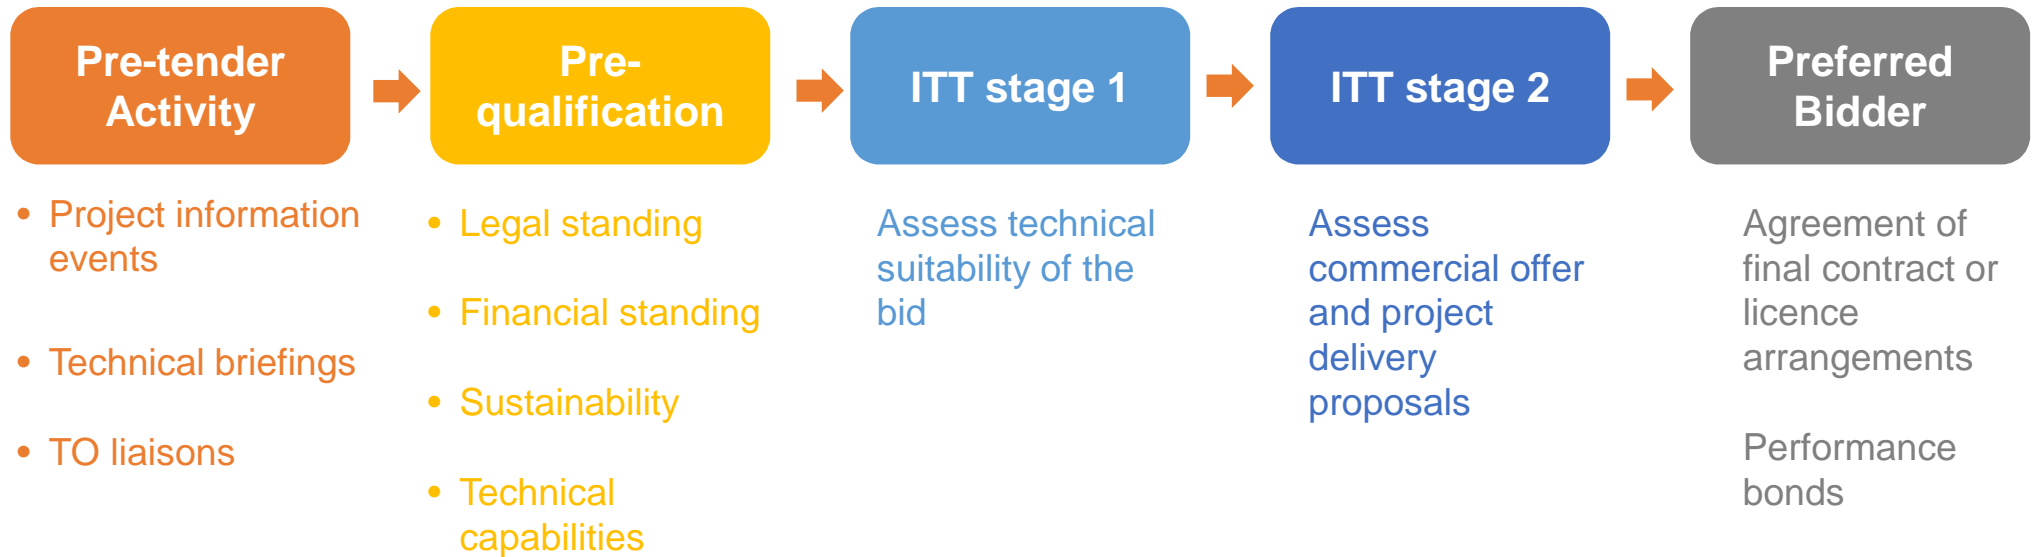 Pre-tender
Activity
Pre-
qualification
ITT stage 1
ITT stage 2
Preferred
Bidder
• Project information
events
• Technical briefings
• TO liaisons
• Legal standing
• Financial standing
• Sustainability
• Technical
capabilities
Assess technical
suitability of the
bid
Assess
commercial offer
and project
delivery
proposals
Agreement of
final contract or
licence
arrangements
Performance
bonds